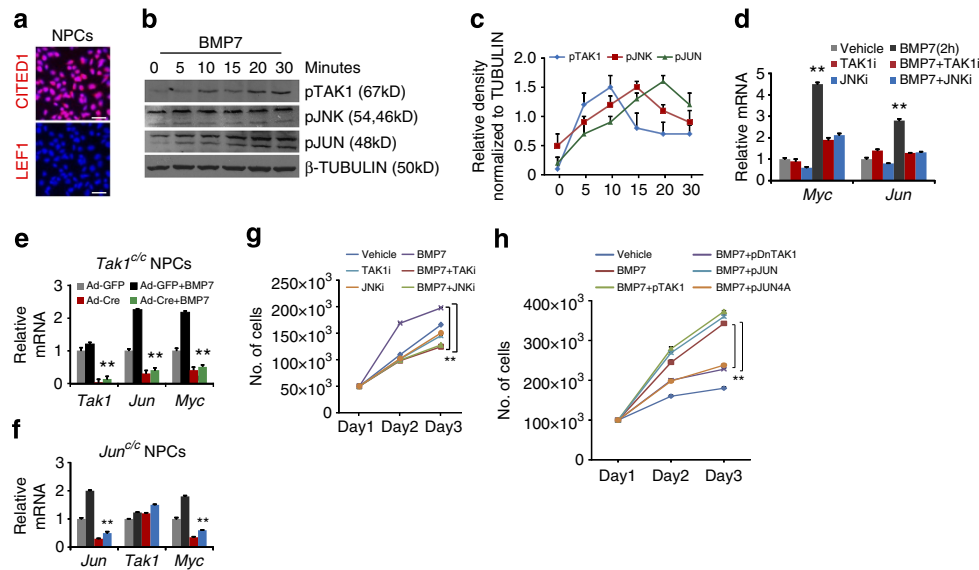 a
NPCs
CITED1
LEF1
b
BMP7
0 5 10 15 20 30 Minutes
pTAK1 (67kD)
pJNK (54,46kD)
pJUN (48kD)
β-TUBULIN (50kD)
c
pTAK1 pJNK pJUN
Relative density
normalized to TUBULIN
2.0
1.5
1.0
0.5
0
0 5 10 15 20 30
d
Vehicle BMP7(2h)
TAK1i BMP7+TAK1i
JNKi BMP7+JNKi
Relative mRNA
5
4
3
2
1
0
**
**
Myc Jun
e
Tak1c/c NPCs
Ad-GFP Ad-GFP+BMP7
Ad-Cre Ad-Cre+BMP7
Relative
mRNA
3
2
1
0
** ** **
Tak1 Jun Myc
f
Junc/c NPCs
Relative
mRNA
3
2
1
0
** **
Jun Tak1 Myc
g
Vehicle BMP7
TAK1i BMP7+TAKi
JNKi BMP7+JNKi
No. of cells
250×10³
200×10³
150×10³
100×10³
50×10³
0
**
Day1 Day2 Day3
h
Vehicle BMP7+pDnTAK1
BMP7 BMP7+pJUN
BMP7+pTAK1 BMP7+pJUN4A
No. of cells
400×10³
300×10³
200×10³
100×10³
0
**
Day1 Day2 Day3